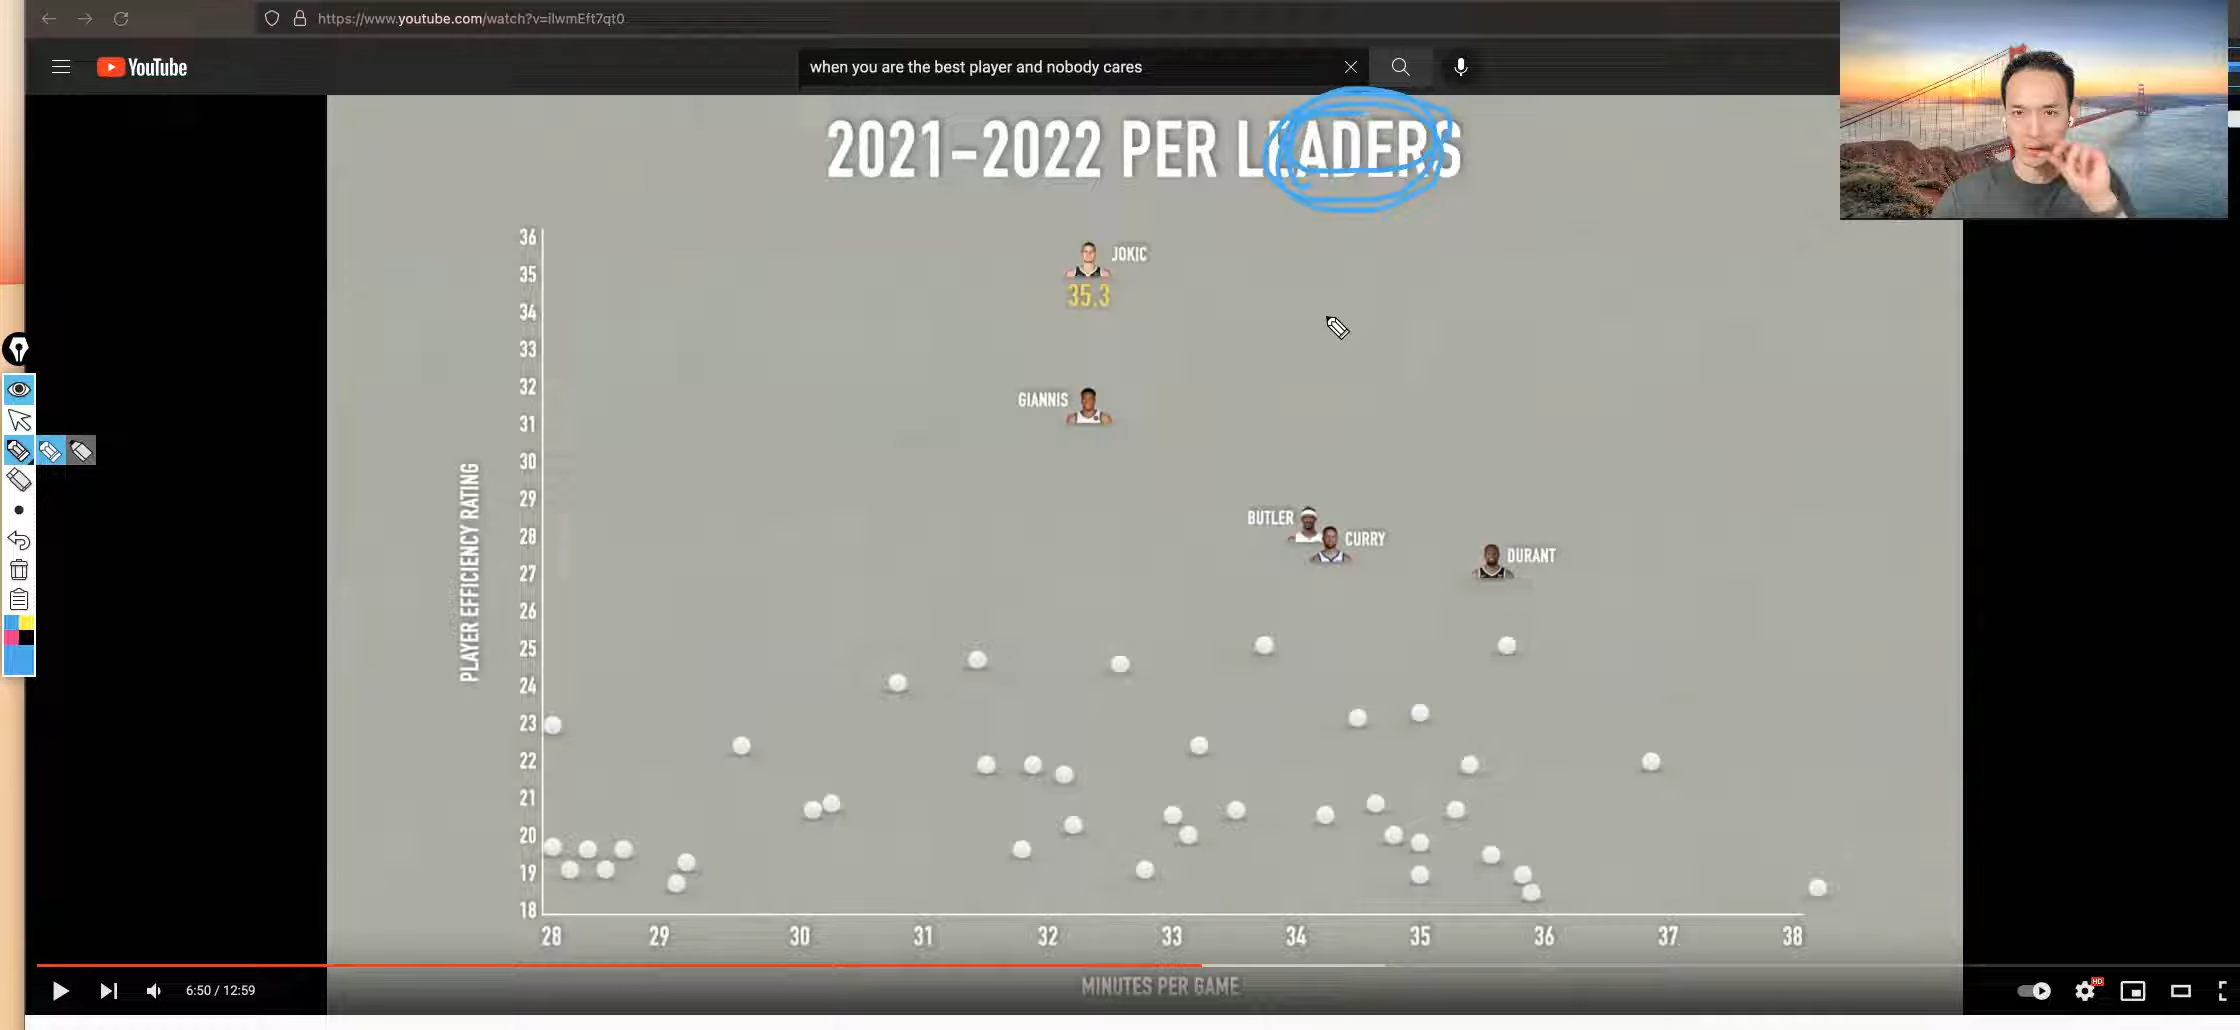 https://www.youtube.com/watch?v=ilwmEft7qt0
YouTube
when you are the best player and nobody cares
2021-2022 PER LEADERS
36
JOKIC
35
35.3
34
33
32
GIANNIS
31
30
PLAYER EFFICIENCY RATING
29
BUTLER
28
CURRY
DURANT
27
26
25
24
23
22
21
20
19
18
28 29 30 31 32 33 34 35 36 37 38
MINUTES PER GAME
6:50 / 12:59
HD